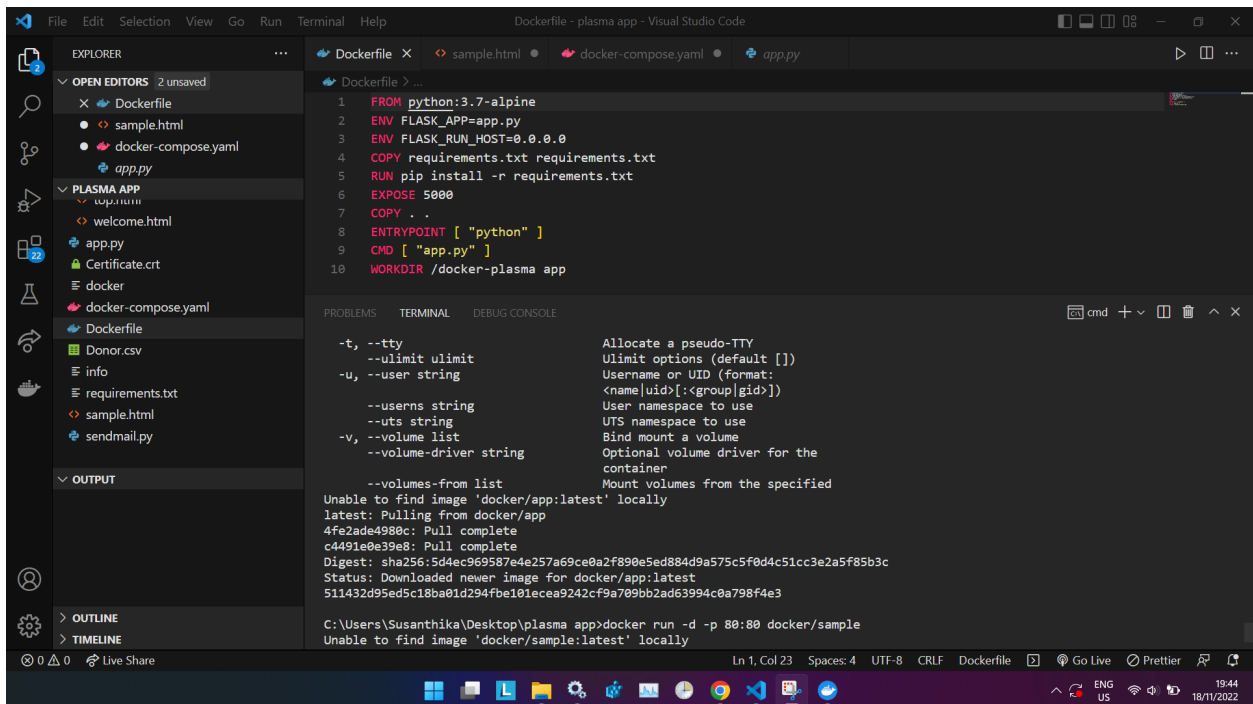 File Edit Selection View Go Run Terminal Help
Dockerfile - plasma app - Visual Studio Code
EXPLORER
OPEN EDITORS 2 unsaved
Dockerfile
sample.html
docker-compose.yaml
app.py
PLASMA APP
top.html
welcome.html
app.py
Certificate.crt
docker
docker-compose.yaml
Dockerfile
Donor.csv
info
requirements.txt
sample.html
sendmail.py
OUTPUT
OUTLINE
TIMELINE
2
22
Dockerfile sample.html docker-compose.yaml app.py
Dockerfile > ...
1 FROM python:3.7-alpine
2 ENV FLASK_APP=app.py
3 ENV FLASK_RUN_HOST=0.0.0.0
4 COPY requirements.txt requirements.txt
5 RUN pip install -r requirements.txt
6 EXPOSE 5000
7 COPY . .
8 ENTRYPOINT [ "python" ]
9 CMD [ "app.py" ]
10 WORKDIR /docker-plasma app
PROBLEMS TERMINAL DEBUG CONSOLE
cmd
-t, --tty Allocate a pseudo-TTY
--ulimit ulimit Ulimit options (default [])
-u, --user string Username or UID (format:
<name|uid>[:<group|gid>])
--userns string User namespace to use
--uts string UTS namespace to use
-v, --volume list Bind mount a volume
--volume-driver string Optional volume driver for the
container
--volumes-from list Mount volumes from the specified
Unable to find image 'docker/app:latest' locally
latest: Pulling from docker/app
4fe2ade4980c: Pull complete
c4491e0e39e8: Pull complete
Digest: sha256:5d4ec969587e4e257a69ce0a2f890e5ed884d9a575c5f0d4c51cc3e2a5f85b3c
Status: Downloaded newer image for docker/app:latest
511432d95ed5c18ba01d294fbe101ecea9242cf9a709bb2ad63994c0a798f4e3
C:\Users\Susanthika\Desktop\plasma app>docker run -d -p 80:80 docker/sample
Unable to find image 'docker/sample:latest' locally
0 0 Live Share
Ln 1, Col 23 Spaces: 4 UTF-8 CRLF Dockerfile Go Live Prettier
L
ENG
US
19:44
18/11/2022